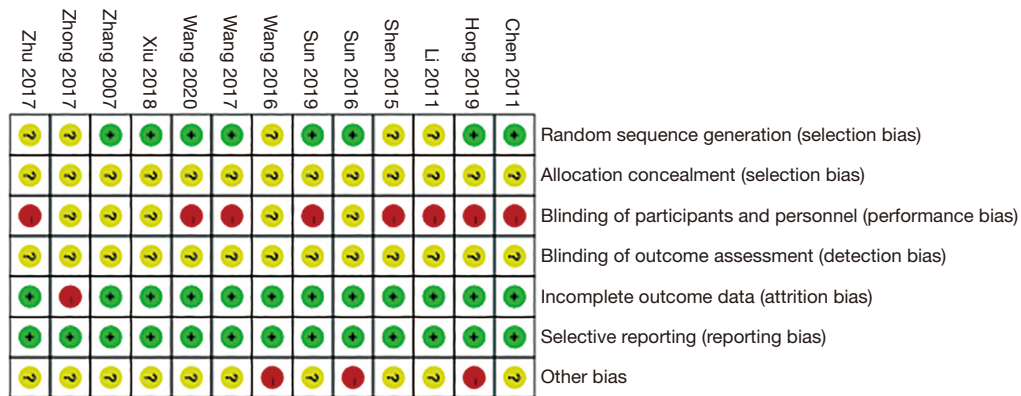 Zhu 2017
Zhong 2017
Zhang 2007
Xiu 2018
Wang 2020
Wang 2017
Wang 2016
Sun 2019
Sun 2016
Shen 2015
Li 2011
Hong 2019
Chen 2011
? ? + + + + ? + + ? ? + + Random sequence generation (selection bias)
? ? ? ? ? ? ? ? ? ? ? ? ? Allocation concealment (selection bias)
- ? ? ? - - ? - ? - - - - Blinding of participants and personnel (performance bias)
? ? ? ? ? ? ? ? ? ? ? ? ? Blinding of outcome assessment (detection bias)
+ - + + + + + + + + + + + Incomplete outcome data (attrition bias)
+ + + + + + + + + + + + + Selective reporting (reporting bias)
? ? ? ? ? ? - ? - ? ? - ? Other bias